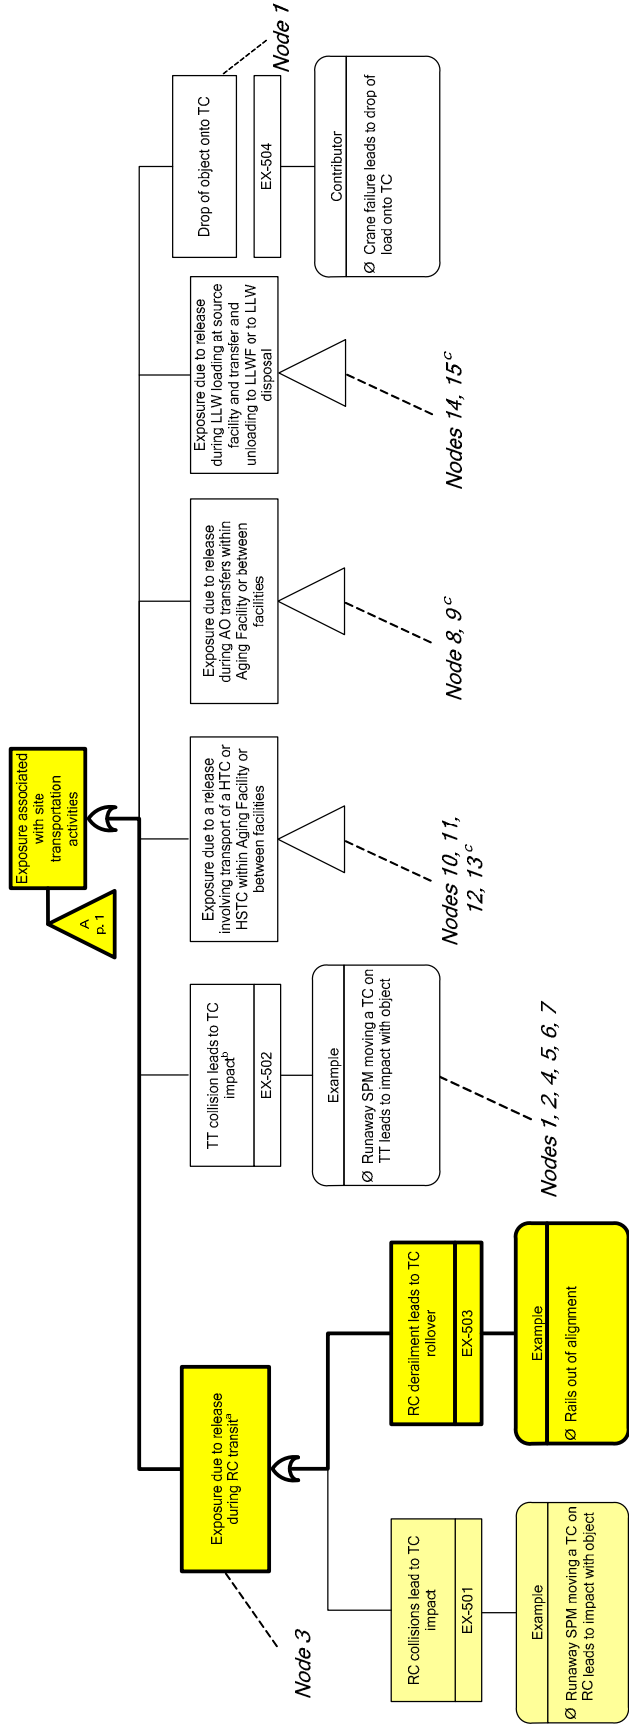 Exposure associated
with site
transportation
activities
A
p. 1
Exposure due to release
during RC transitᵃ
Node 3
RC collisions lead to TC
impact
EX-501
Example
Ø Runaway SPM moving a TC on
RC leads to impact with object
RC derailment leads to TC
rollover
EX-503
Example
Ø Rails out of alignment
TT collision leads to TC
impactᵇ
EX-502
Example
Ø Runaway SPM moving a TC on
TT leads to impact with object
Nodes 1, 2, 4, 5, 6, 7
Exposure due to a release
involving transport of a HTC or
HSTC within Aging Facility or
between facilities
Nodes 10, 11,
12, 13ᶜ
Exposure due to release
during AO transfers within
Aging Facility or between
facilities
Node 8, 9ᶜ
Exposure due to release
during LLW loading at source
facility and transfer and
unloading to LLWF or to LLW
disposal
Nodes 14, 15ᶜ
Drop of object onto TC
Node 1
EX-504
Contributor
Ø Crane failure leads to drop of
load onto TC